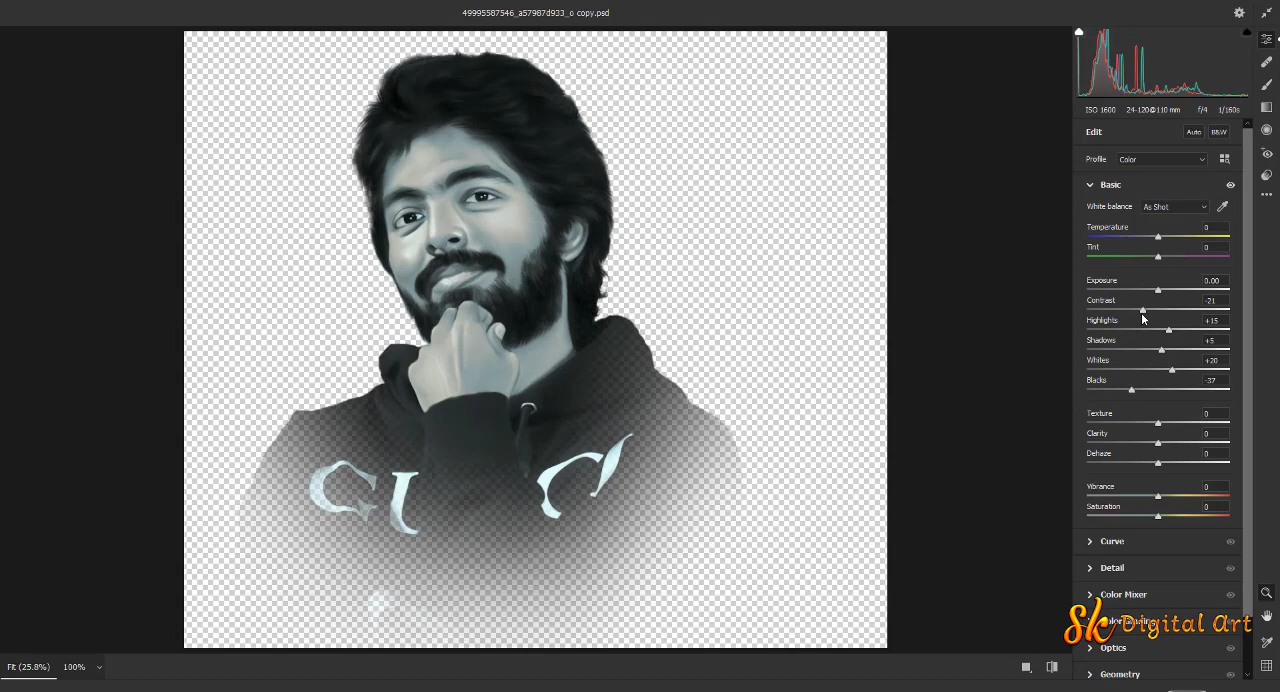 49995587546_a57987d933_o copy.psd
ISO 1600 24-120@110 mm f/4 1/160s
Edit Auto B&W
Profile Color
Basic
White balance As Shot
Temperature 0
Tint 0
Exposure 0.00
Contrast -21
Highlights +15
Shadows +5
Whites +20
Blacks -37
Texture 0
Clarity 0
Dehaze 0
Vibrance 0
Saturation 0
Curve
Detail
Color Mixer
Sk Digital Art
Optics
Geometry
Fit (25.8%) 100%